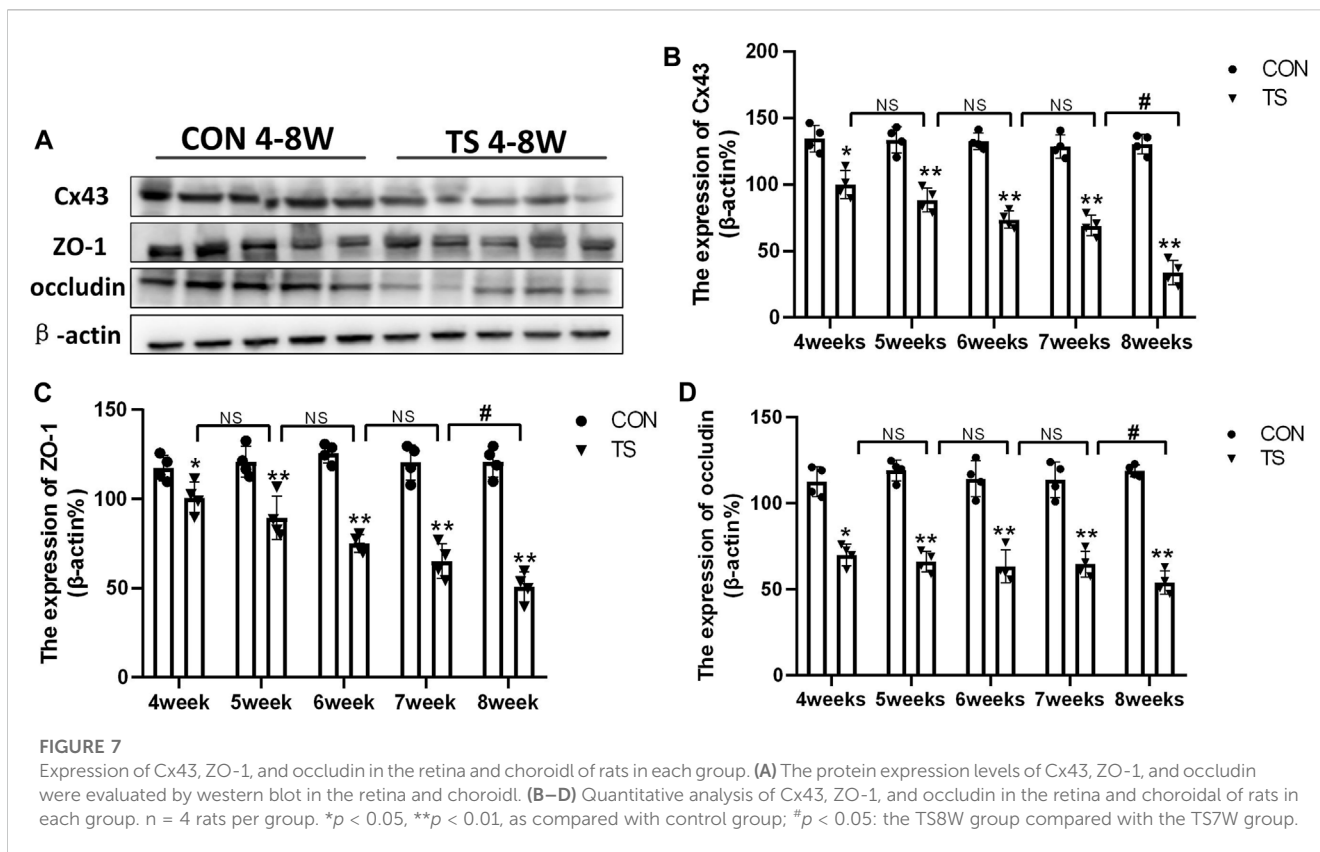 A
CON 4-8W TS 4-8W
Cx43
ZO-1
occludin
β -actin
B
The expression of Cx43
(β-actin%)
200
150
100
50
0
NS NS NS #
* ** ** ** **
4weeks 5weeks 6weeks 7weeks 8weeks
CON
TS
C
The expression of ZO-1
(β-actin%)
150
100
50
0
NS NS NS #
* ** ** ** **
4week 5week 6week 7week 8week
CON
TS
D
The expression of occludin
(β-actin%)
150
100
50
0
NS NS NS #
* ** ** ** **
4weeks 5weeks 6weeks 7weeks 8weeks
CON
TS
FIGURE 7
Expression of Cx43, ZO-1, and occludin in the retina and choroidl of rats in each group. (A) The protein expression levels of Cx43, ZO-1, and occludin
were evaluated by western blot in the retina and choroidl. (B–D) Quantitative analysis of Cx43, ZO-1, and occludin in the retina and choroidal of rats in
each group. n = 4 rats per group. *p < 0.05, **p < 0.01, as compared with control group; #p < 0.05: the TS8W group compared with the TS7W group.